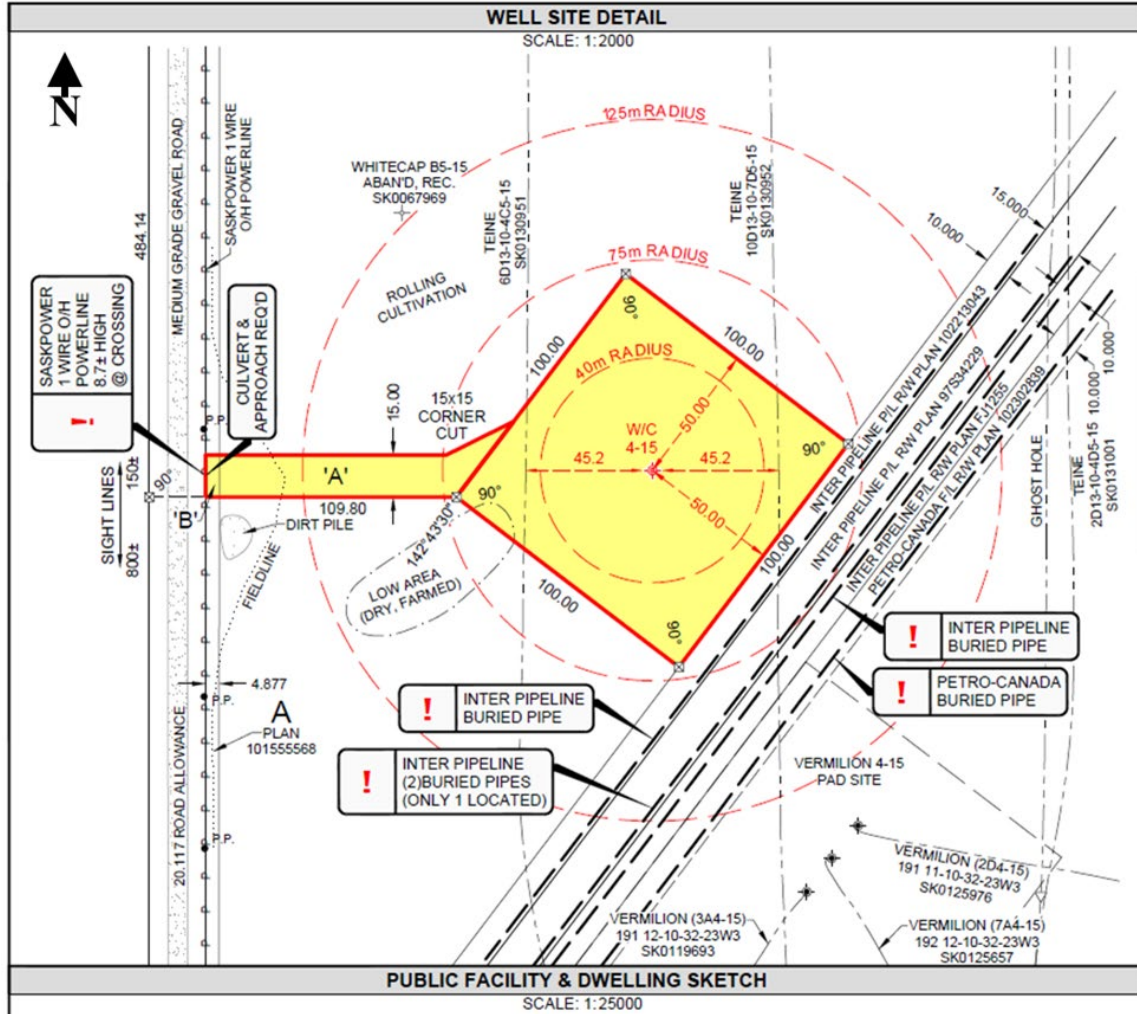 WELL SITE DETAIL
SCALE: 1:2000
N
125m RADIUS
WHITECAP B5-15
ABAN'D, REC.
SK0067969
TEINE
6D13-10-4C5-15
SK0130951
TEINE
10D13-10-7D5-15
SK0130952
SASKPOWER 1 WIRE
O/H POWERLINE
MEDIUM GRADE GRAVEL ROAD
484.14
15.000
10.000
75m RADIUS
ROLLING
CULTIVATION
SASKPOWER
1 WIRE O/H
POWERLINE
8.7± HIGH
@ CROSSING
!
CULVERT &
APPROACH REQ'D
90°
100.00
100.00
40m RADIUS
15x15
CORNER
CUT
15.00
P.P.
50.00
W/C
4-15
90°
45.2
45.2
50.00
INTER PIPELINE P/L R/W PLAN 102213043
INTER PIPELINE P/L R/W PLAN 97S34229
INTER PIPELINE P/L R/W PLAN FJ1255
PETRO-CANADA F/L R/W PLAN 102302839
10.000
10.000
GHOST HOLE
TEINE
2D13-10-4D5-15
SK0131001
SIGHT LINES
150±
800±
90°
'A'
'B'
109.80
90°
142°43'30"
DIRT PILE
FIELDLINE
LOW AREA
(DRY, FARMED)
100.00
100.00
90°
! INTER PIPELINE
BURIED PIPE
! PETRO-CANADA
BURIED PIPE
4.877
P.P.
A
PLAN
101555568
20.117 ROAD ALLOWANCE
P.P.
! INTER PIPELINE
BURIED PIPE
! INTER PIPELINE
(2)BURIED PIPES
(ONLY 1 LOCATED)
VERMILION 4-15
PAD SITE
VERMILION (2D4-15)
191 11-10-32-23W3
SK0125976
VERMILION (3A4-15)
191 12-10-32-23W3
SK0119693
VERMILION (7A4-15)
192 12-10-32-23W3
SK0125657
PUBLIC FACILITY & DWELLING SKETCH
SCALE: 1:25000